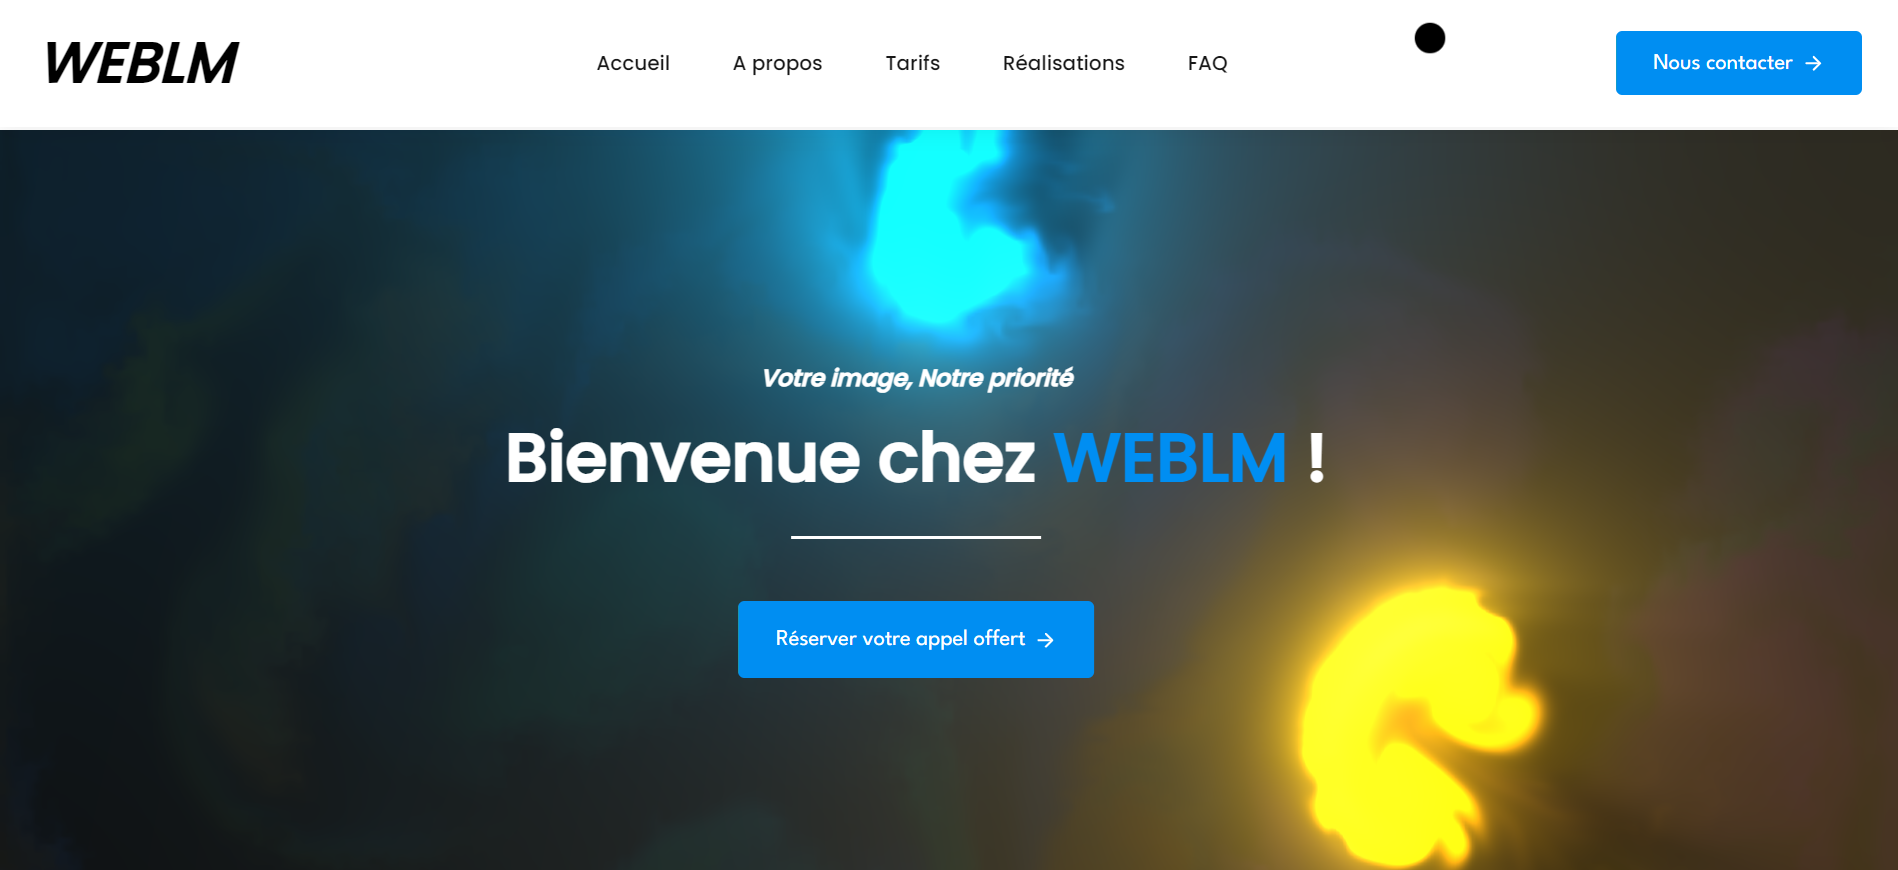 WEBLM
Accueil
A propos
Tarifs
Réalisations
FAQ
Nous contacter →
Votre image, Notre priorité
Bienvenue chez WEBLM !
Réserver votre appel offert →